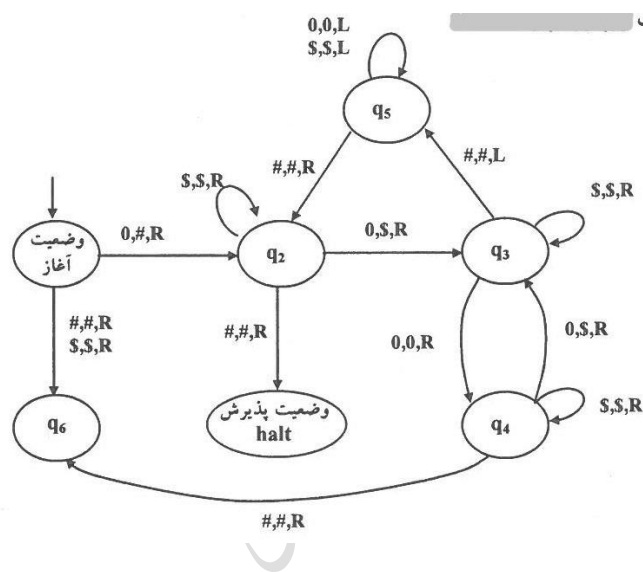 0,0,L
$,$,L
q5
#,#,R
#,#,L
$,$,R
$,$,R
وضعیت
آغاز
0,#,R
q2
0,$,R
q3
#,#,R
$,$,R
#,#,R
0,0,R
0,$,R
q6
وضعیت پذیرش
halt
q4
$,$,R
#,#,R